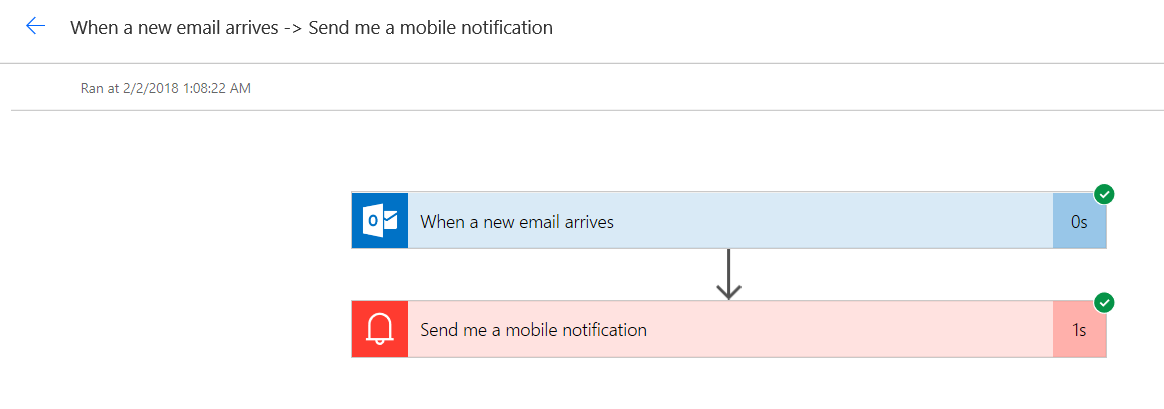 When a new email arrives -> Send me a mobile notification
Ran at 2/2/2018 1:08:22 AM
When a new email arrives 0s
Send me a mobile notification 1s